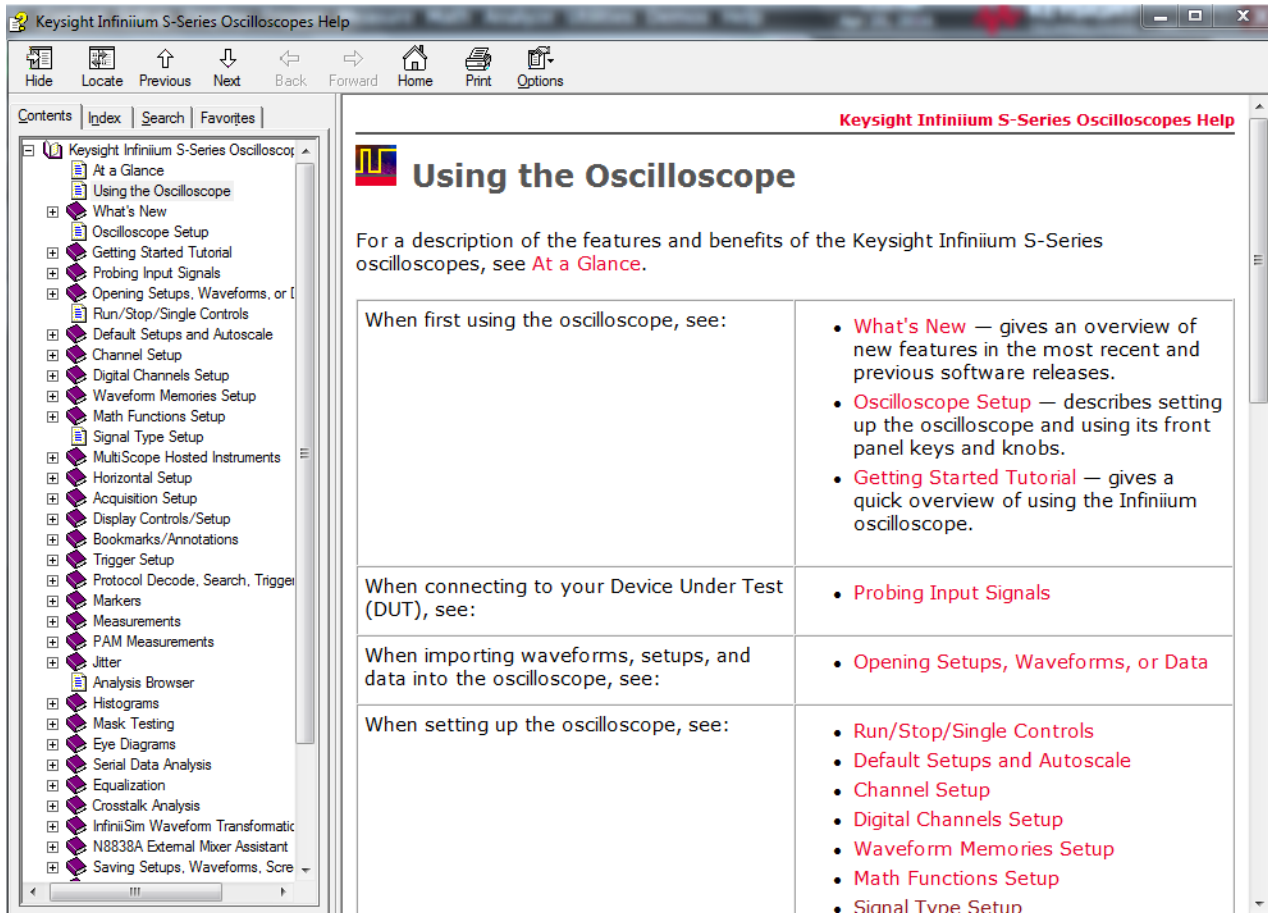 Keysight Infiniium S-Series Oscilloscopes Help
Hide Locate Previous Next Back Forward Home Print Options
Contents Index Search Favorites
Keysight Infiniium S-Series Oscilloscop
At a Glance
Using the Oscilloscope
What's New
Oscilloscope Setup
Getting Started Tutorial
Probing Input Signals
Opening Setups, Waveforms, or D
Run/Stop/Single Controls
Default Setups and Autoscale
Channel Setup
Digital Channels Setup
Waveform Memories Setup
Math Functions Setup
Signal Type Setup
MultiScope Hosted Instruments
Horizontal Setup
Acquisition Setup
Display Controls/Setup
Bookmarks/Annotations
Trigger Setup
Protocol Decode, Search, Trigger
Markers
Measurements
PAM Measurements
Jitter
Analysis Browser
Histograms
Mask Testing
Eye Diagrams
Serial Data Analysis
Equalization
Crosstalk Analysis
InfiniiSim Waveform Transformatio
N8838A External Mixer Assistant
Saving Setups, Waveforms, Scre
Keysight Infiniium S-Series Oscilloscopes Help
Using the Oscilloscope
For a description of the features and benefits of the Keysight Infiniium S-Series
oscilloscopes, see At a Glance.
When first using the oscilloscope, see:
• What's New — gives an overview of
new features in the most recent and
previous software releases.
• Oscilloscope Setup — describes setting
up the oscilloscope and using its front
panel keys and knobs.
• Getting Started Tutorial — gives a
quick overview of using the Infiniium
oscilloscope.
When connecting to your Device Under Test
(DUT), see:
• Probing Input Signals
When importing waveforms, setups, and
data into the oscilloscope, see:
• Opening Setups, Waveforms, or Data
When setting up the oscilloscope, see:
• Run/Stop/Single Controls
• Default Setups and Autoscale
• Channel Setup
• Digital Channels Setup
• Waveform Memories Setup
• Math Functions Setup
• Signal Type Setup